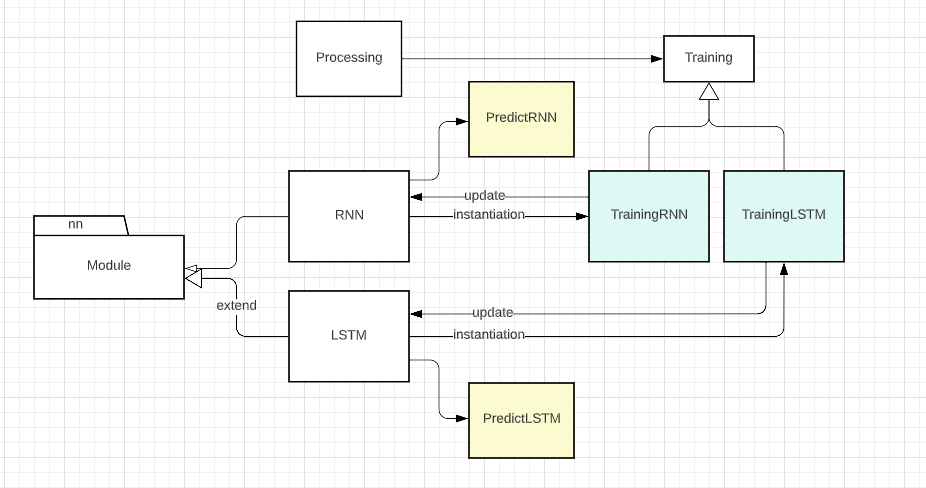 Processing
Training
PredictRNN
RNN
update
instantiation
TrainingRNN
TrainingLSTM
nn
Module
extend
LSTM
update
instantiation
PredictLSTM